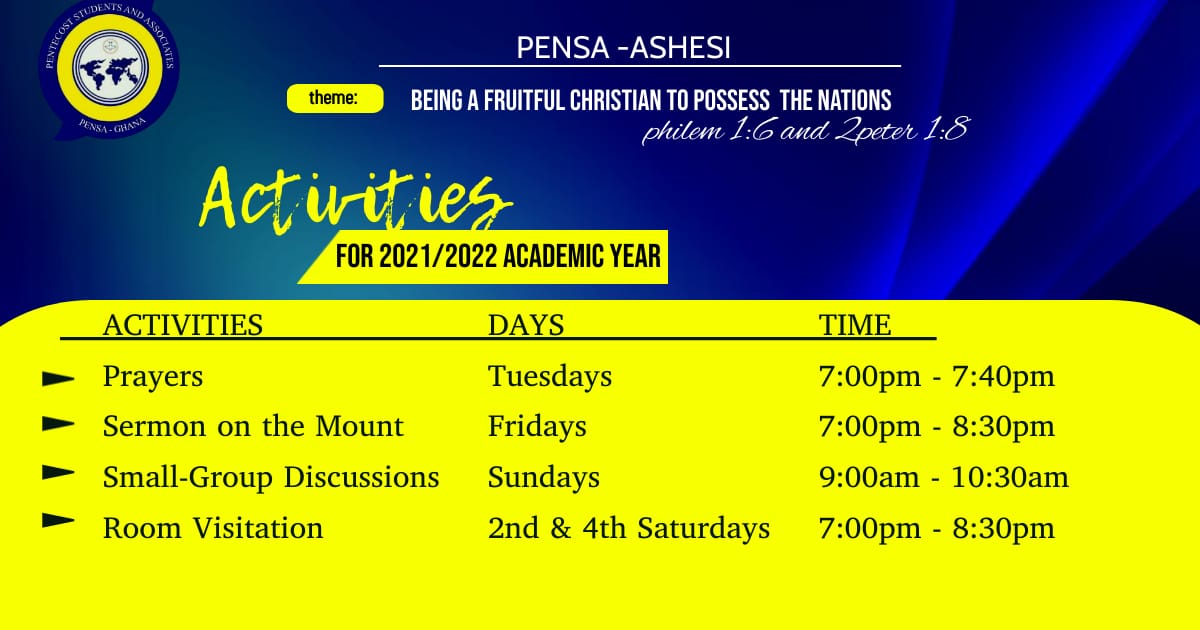 PENTECOST STUDENTS AND ASSOCIATES
PENSA - GHANA
PENSA -ASHESI
theme: BEING A FRUITFUL CHRISTIAN TO POSSESS THE NATIONS
philem 1:6 and 2peter 1:8
Activities
FOR 2021/2022 ACADEMIC YEAR
ACTIVITIES DAYS TIME
Prayers Tuesdays 7:00pm - 7:40pm
Sermon on the Mount Fridays 7:00pm - 8:30pm
Small-Group Discussions Sundays 9:00am - 10:30am
Room Visitation 2nd & 4th Saturdays 7:00pm - 8:30pm